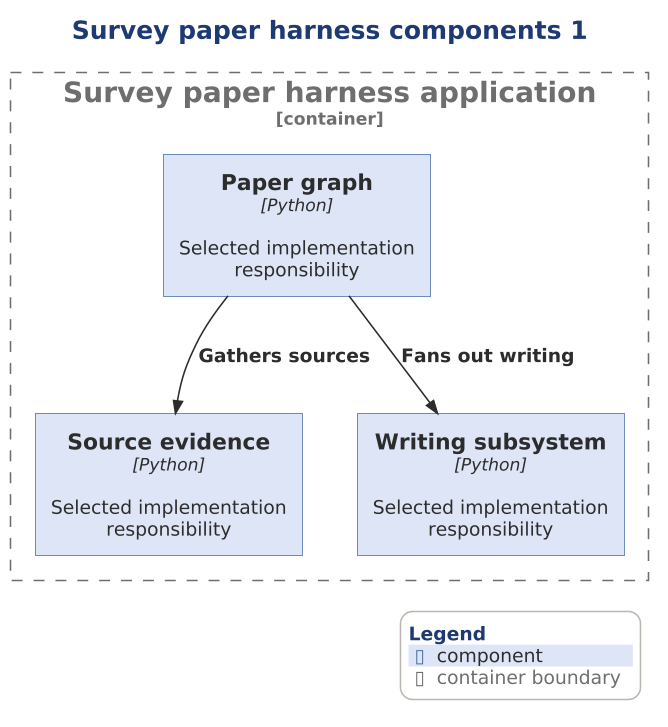 Survey paper harness components 1
Survey paper harness application
[container]
Paper graph
[Python]
Selected implementation
responsibility
Gathers sources
Fans out writing
Source evidence
[Python]
Selected implementation
responsibility
Writing subsystem
[Python]
Selected implementation
responsibility
Legend
component
container boundary